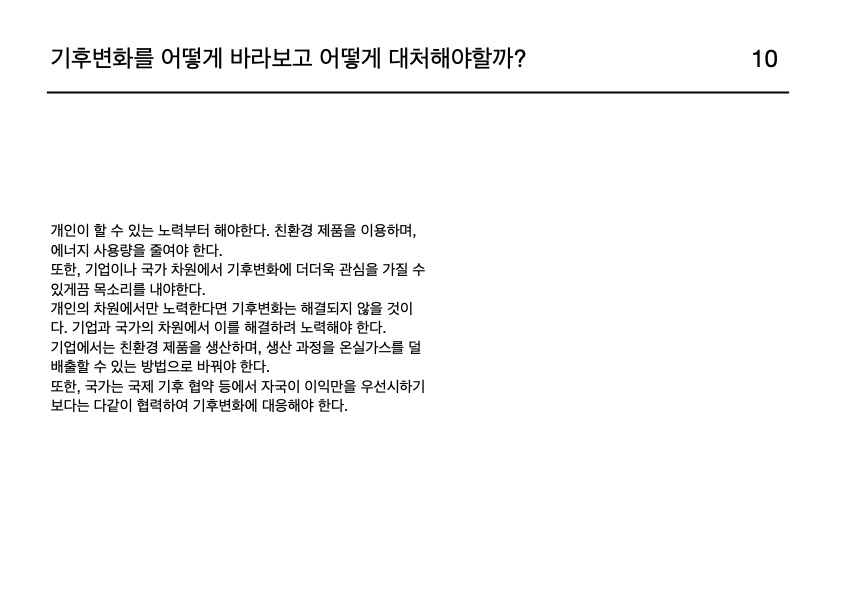 기후변화를 어떻게 바라보고 어떻게 대처해야할까?
10
개인이 할 수 있는 노력부터 해야한다. 친환경 제품을 이용하며,
에너지 사용량을 줄여야 한다.
또한, 기업이나 국가 차원에서 기후변화에 더더욱 관심을 가질 수
있게끔 목소리를 내야한다.
개인의 차원에서만 노력한다면 기후변화는 해결되지 않을 것이
다. 기업과 국가의 차원에서 이를 해결하려 노력해야 한다.
기업에서는 친환경 제품을 생산하며, 생산 과정을 온실가스를 덜
배출할 수 있는 방법으로 바꿔야 한다.
또한, 국가는 국제 기후 협약 등에서 자국이 이익만을 우선시하기
보다는 다같이 협력하여 기후변화에 대응해야 한다.